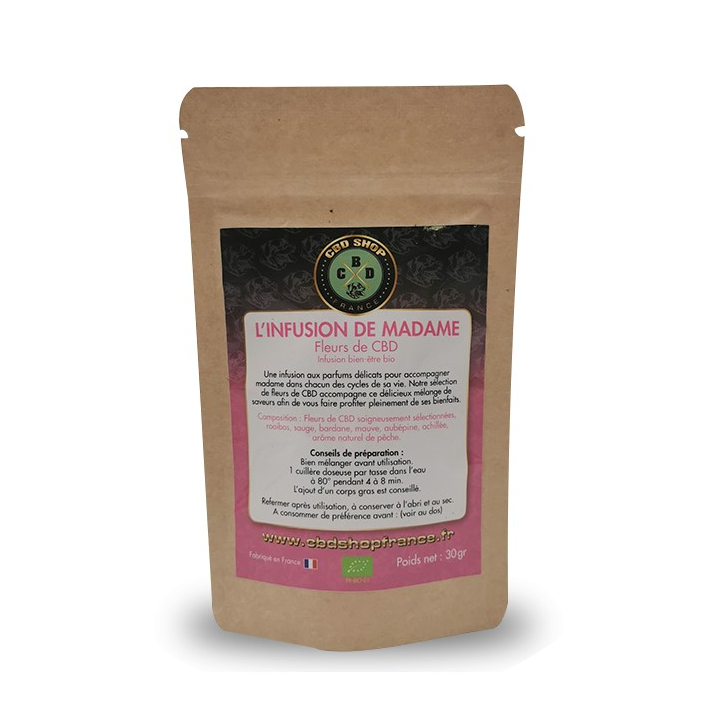 CBD SHOP
C B D
FRANCE
L'INFUSION DE MADAME
Fleurs de CBD
Infusion bien-être bio
Une infusion aux parfums délicats pour accompagner
madame dans chacun des cycles de sa vie. Notre sélection
de fleurs de CBD accompagne ce délicieux mélange de
saveurs afin de vous faire profiter pleinement de ses bienfaits.
Composition : Fleurs de CBD soigneusement sélectionnées,
rooibos, sauge, bardane, mauve, aubépine, achillée,
arôme naturel de pêche.
Conseils de préparation :
Bien mélanger avant utilisation.
1 cuillère doseuse par tasse dans l'eau
à 80° pendant 4 à 8 min.
L'ajout d'un corps gras est conseillé.
Refermer après utilisation, à conserver à l'abri et au sec.
A consommer de préférence avant : (voir au dos)
www.cbdshopfrance.fr
Fabriqué en France
Poids net : 30gr